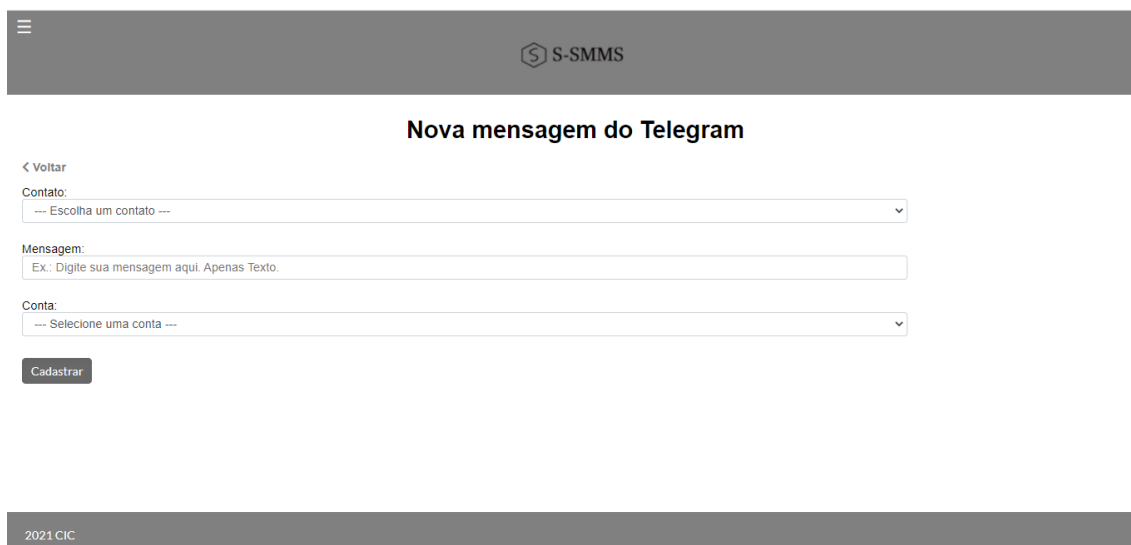 S-SMMS
Nova mensagem do Telegram
Voltar
Contato:
--- Escolha um contato ---
Mensagem:
Ex.: Digite sua mensagem aqui. Apenas Texto.
Conta:
--- Selecione uma conta ---
Cadastrar
2021 CIC